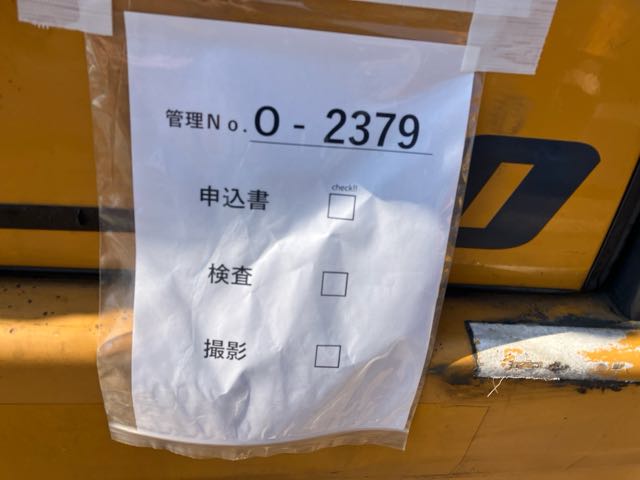 管理No. O - 2379
check!!
申込書 □
検査 □
撮影 □